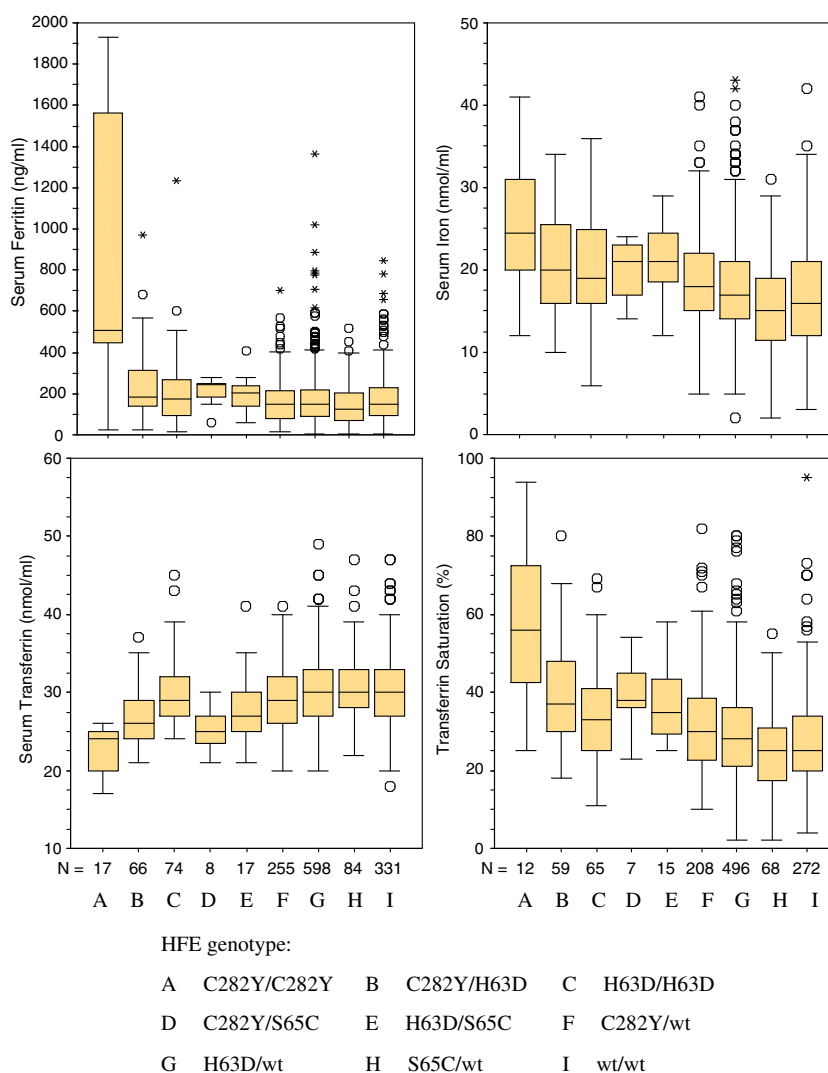 Serum Ferritin (ng/ml)
2000
1800
1600
1400
1200
1000
800
600
400
200
0
Serum Iron (nmol/ml)
50
40
30
20
10
0
Serum Transferrin (nmol/ml)
60
50
40
30
20
10
Transferrin Saturation (%)
100
80
60
40
20
0
N = 17 66 74 8 17 255 598 84 331
A B C D E F G H I
N = 12 59 65 7 15 208 496 68 272
A B C D E F G H I
HFE genotype:
A C282Y/C282Y B C282Y/H63D C H63D/H63D
D C282Y/S65C E H63D/S65C F C282Y/wt
G H63D/wt H S65C/wt I wt/wt